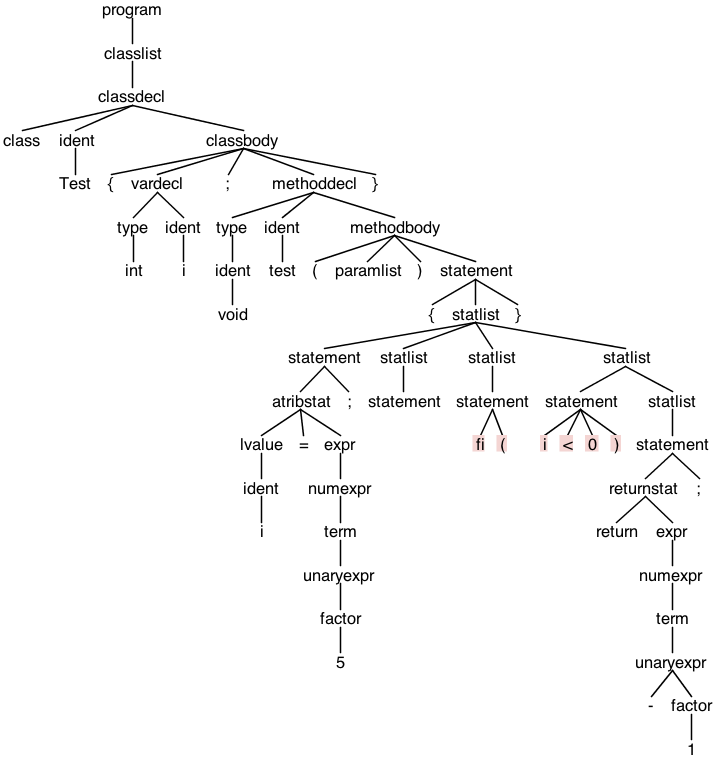 program
classlist
classdecl
class ident classbody
Test { vardecl ; methoddecl }
type ident type ident methodbody
int i ident test ( paramlist ) statement
void { statlist }
statement statlist statlist statlist
atribstat ; statement statement statement statlist
lvalue = expr fi ( i < 0 ) statement
ident numexpr returnstat ;
i term return expr
unaryexpr numexpr
factor term
5 unaryexpr
- factor
1